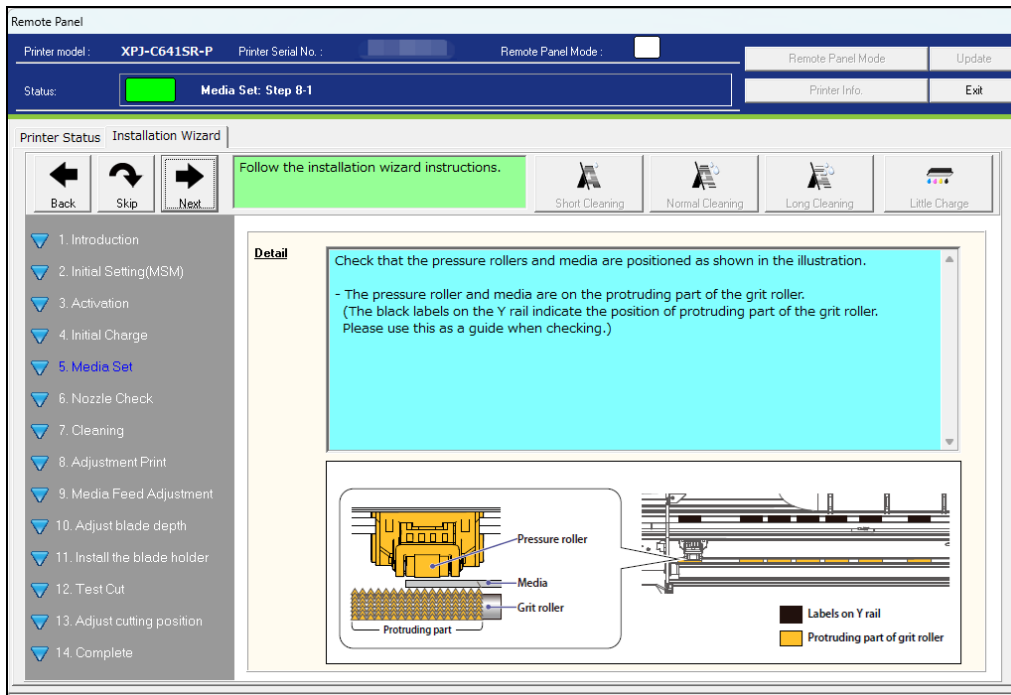 Remote Panel
Printer model : XPJ-C641SR-P Printer Serial No. : Remote Panel Mode :
Remote Panel Mode Update
Status: Media Set: Step 8-1
Printer Info. Exit
Printer Status Installation Wizard
Back Skip Next
Follow the installation wizard instructions.
Short Cleaning Normal Cleaning Long Cleaning Little Charge
1. Introduction
2. Initial Setting(MSM)
3. Activation
4. Initial Charge
5. Media Set
6. Nozzle Check
7. Cleaning
8. Adjustment Print
9. Media Feed Adjustment
10. Adjust blade depth
11. Install the blade holder
12. Test Cut
13. Adjust cutting position
14. Complete
Detail
Check that the pressure rollers and media are positioned as shown in the illustration.
- The pressure roller and media are on the protruding part of the grit roller.
(The black labels on the Y rail indicate the position of protruding part of the grit roller.
Please use this as a guide when checking.)
Pressure roller
Media
Grit roller
Protruding part
Labels on Y rail
Protruding part of grit roller